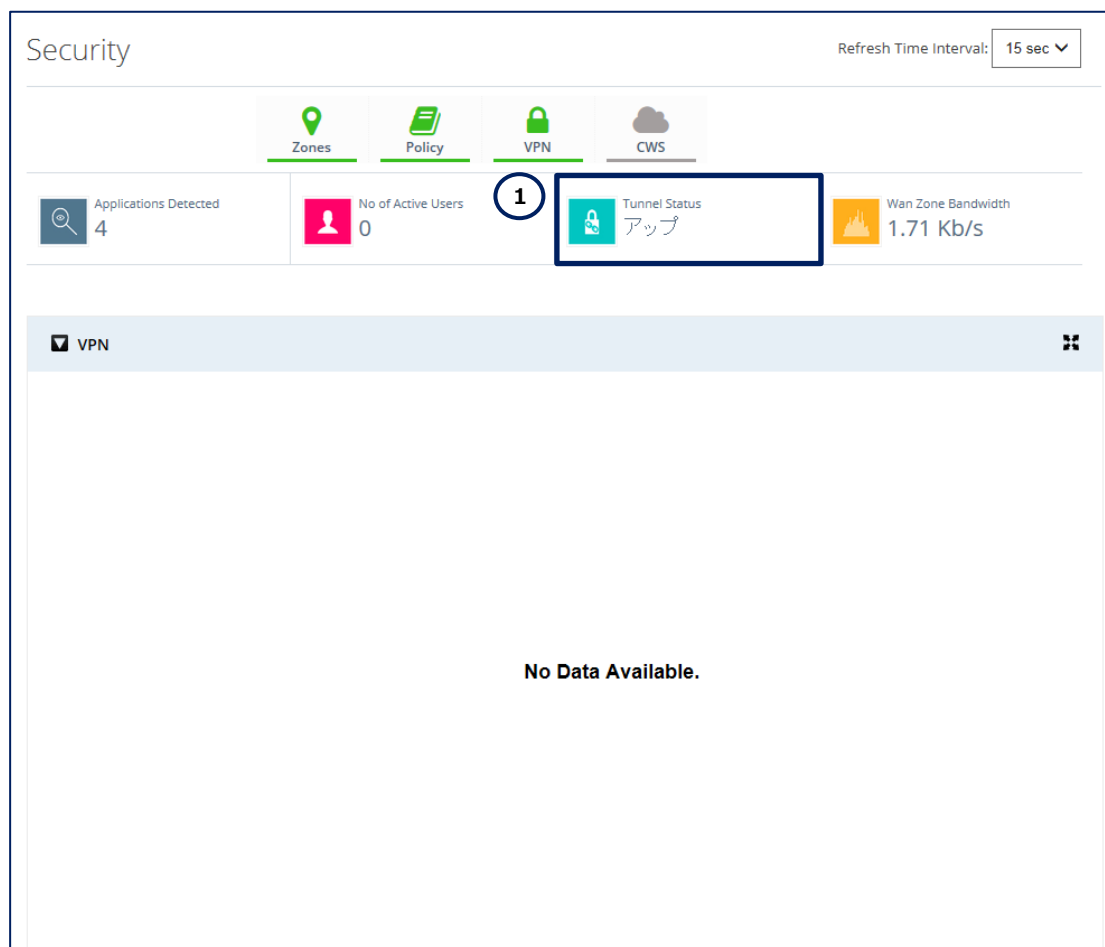 Security
Refresh Time Interval: 15 sec
Zones
Policy
VPN
CWS
Applications Detected
4
No of Active Users
0
1
Tunnel Status
アップ
Wan Zone Bandwidth
1.71 Kb/s
VPN
No Data Available.